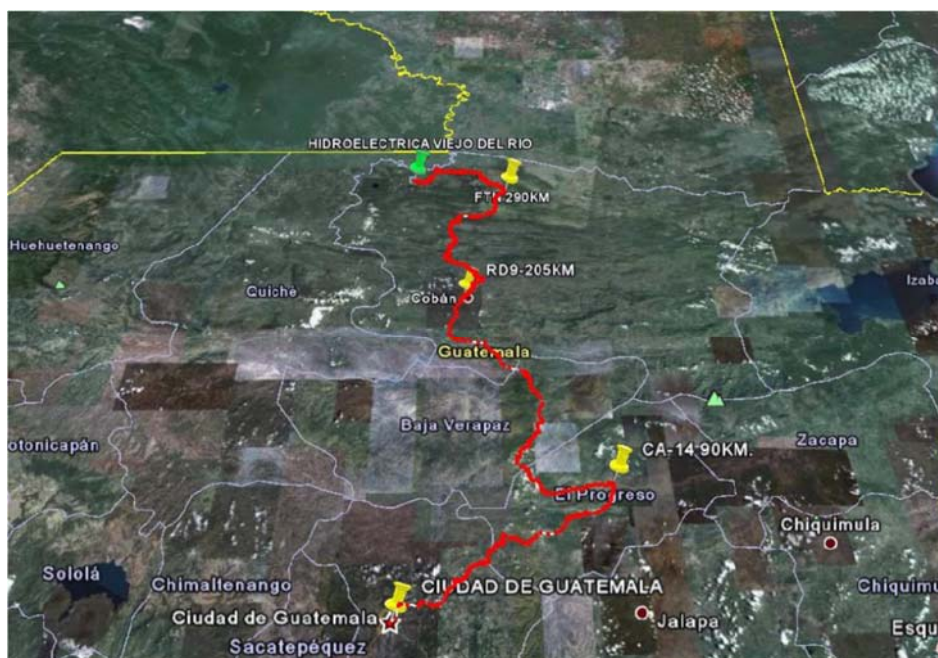 HIDROELECTRICA VIEJO DEL RIO
FTN 290KM
Huehuetenango
RD9-205KM
Quiché
Cobán
Izaba
Guatemala
Baja Verapaz
CA-14 90KM.
Zacapa
otonicapán
El Progreso
Chiquimula
Sololá
Chimaltenango
CIUDAD DE GUATEMALA
Chiquimu
Ciudad de Guatemala
Jalapa
Esqu
Sacatepéquez